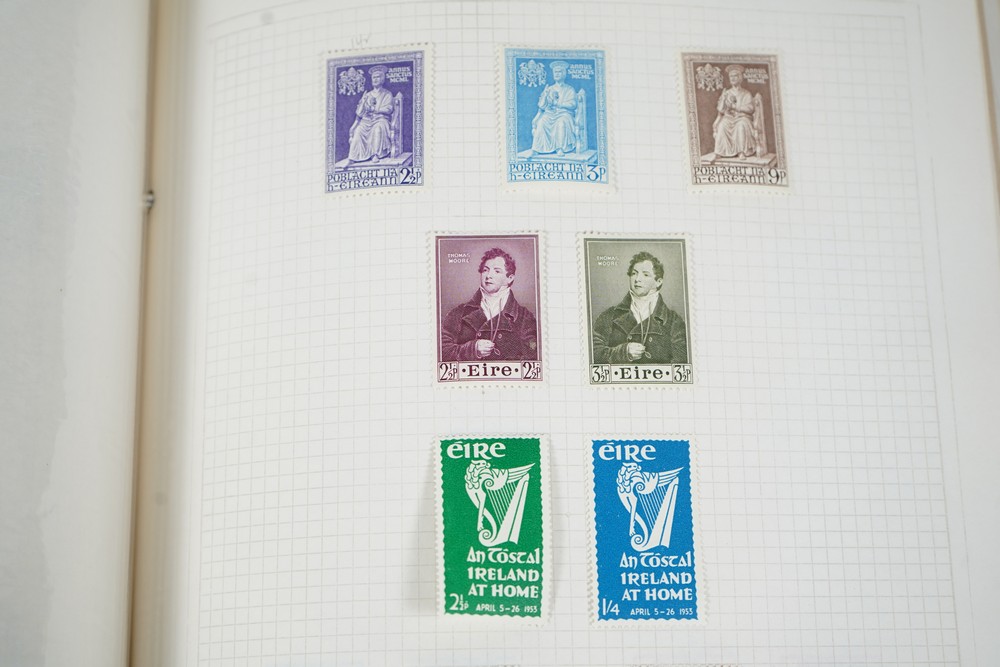 ANNUS
SANCTUS
MCML
POBLACHT NA
h-EIREANN 2½P
ANNUS
SANCTUS
MCML
POBLACHT NA
h-EIREANN 3P
ANNUS
SANCTUS
MCML
POBLACHT NA
h-EIREANN 9P
THOMAS
MOORE
2½P ·Eire· 2½P
THOMAS
MOORE
3½P ·Eire· 3½P
éire
An Tóstal
IRELAND
AT HOME
2½P APRIL 5-26 1953
éire
An Tóstal
IRELAND
AT HOME
1/4 APRIL 5-26 1953